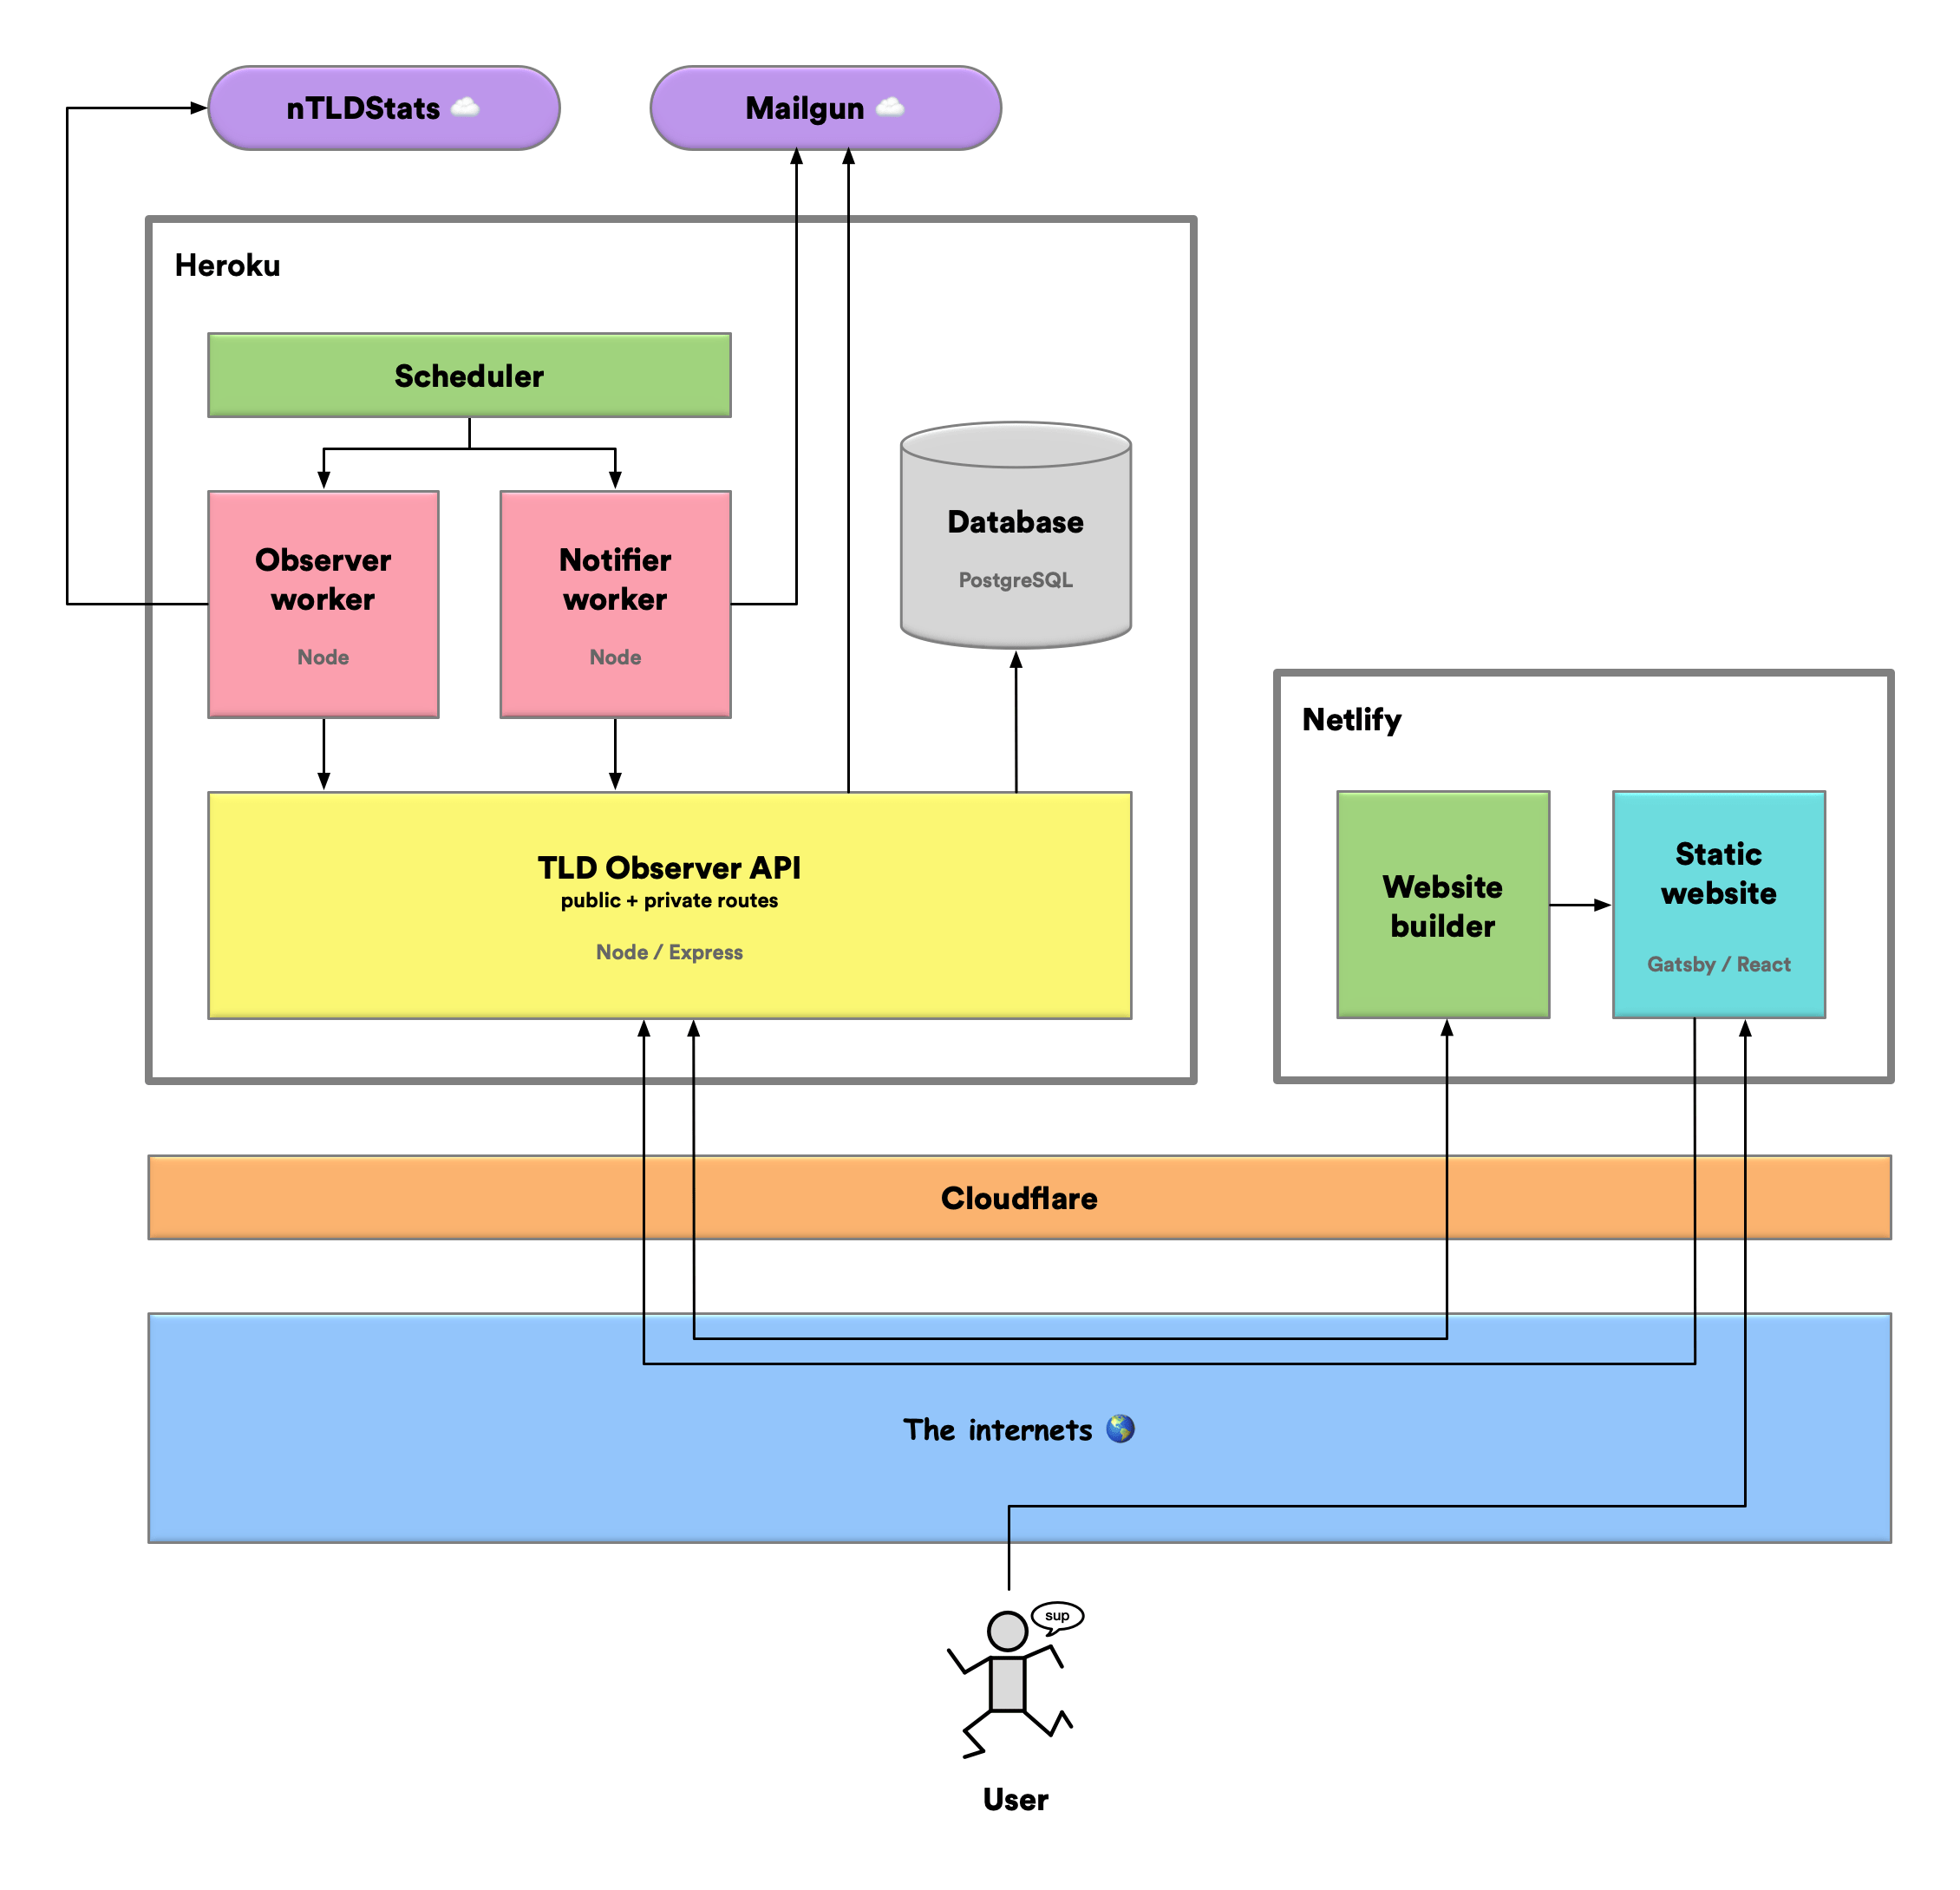 nTLDStats
Mailgun
Heroku
Scheduler
Observer
worker
Node
Notifier
worker
Node
Database
PostgreSQL
TLD Observer API
public + private routes
Node / Express
Netlify
Website
builder
Static
website
Gatsby / React
Cloudflare
The internets
sup
User